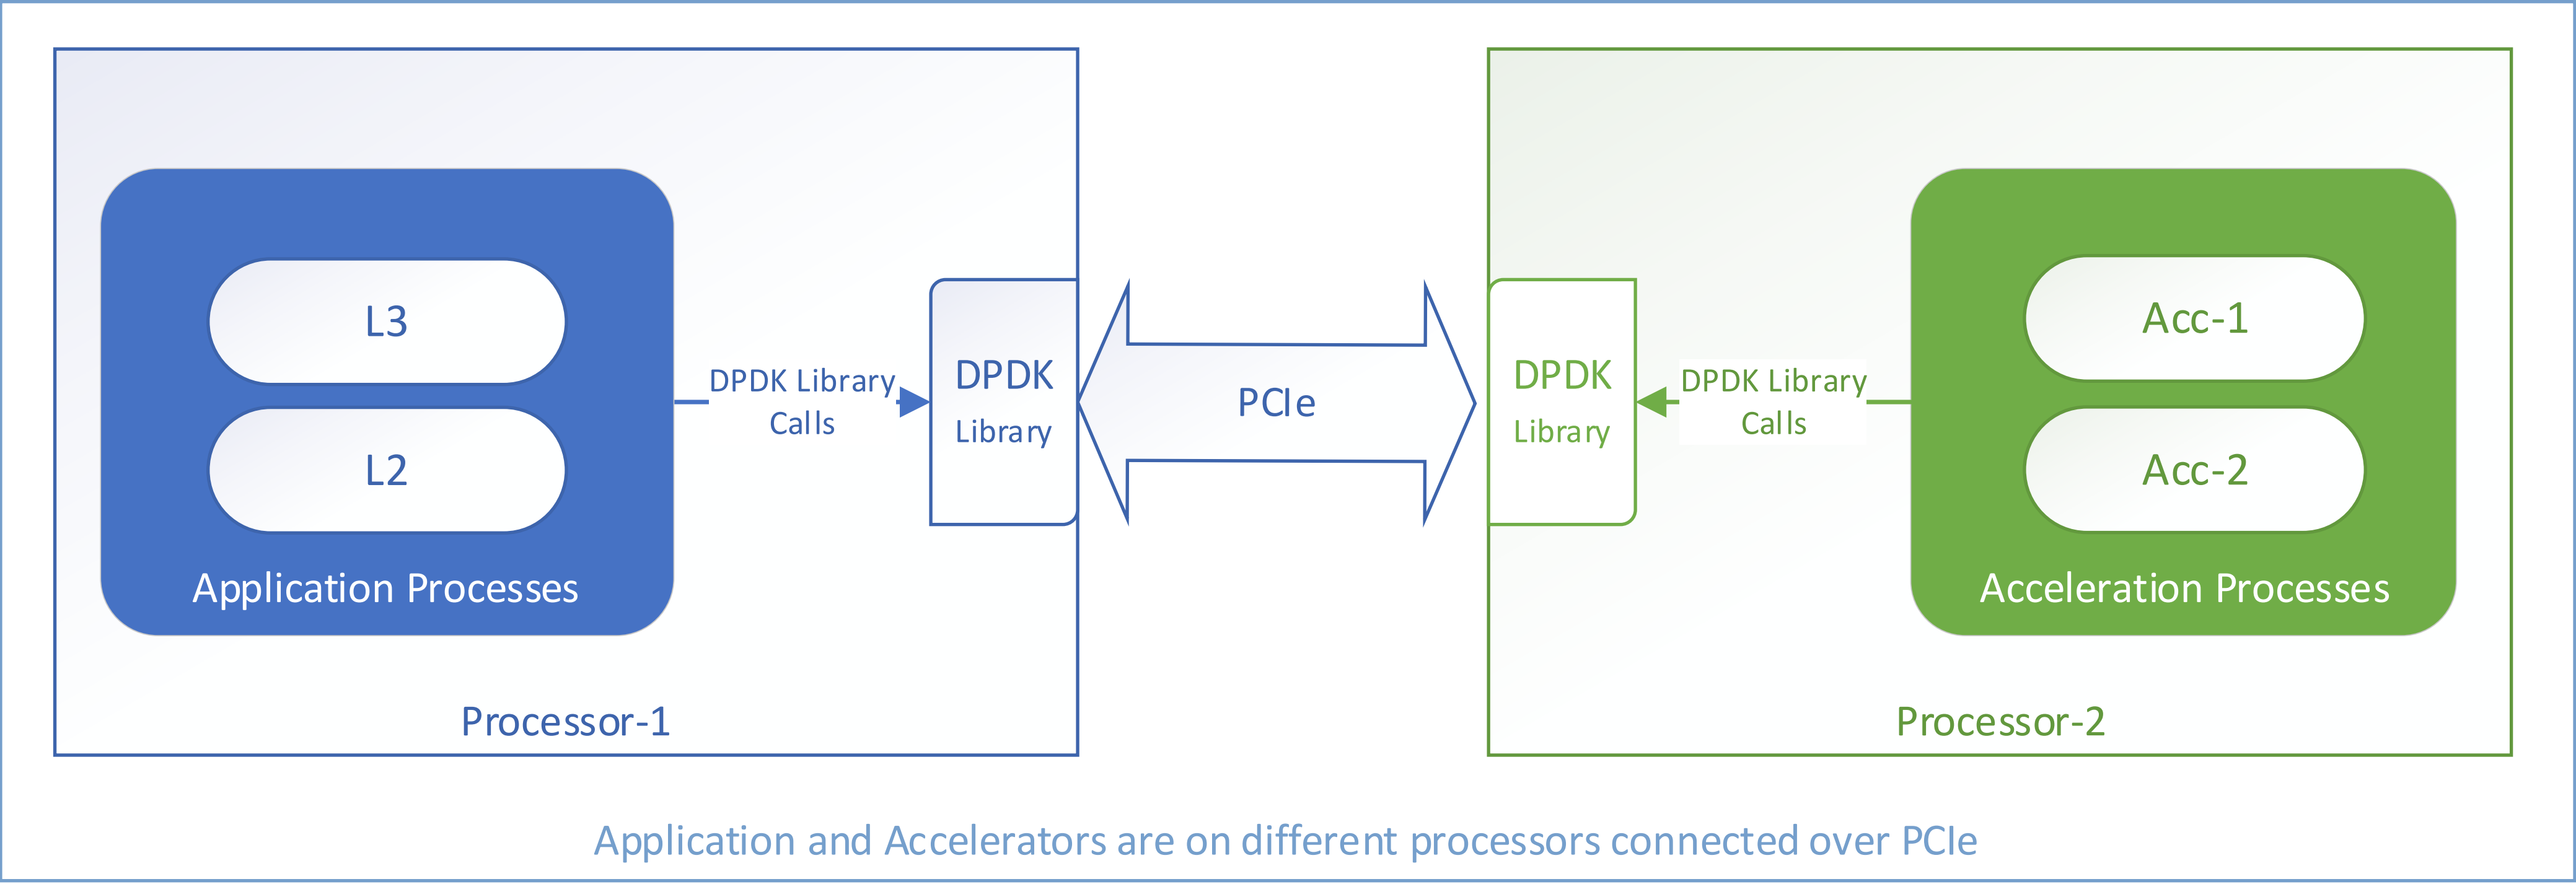 L3
L2
Application Processes
DPDK Library
Calls
DPDK
Library
Processor-1
PCIe
DPDK
Library
DPDK Library
Calls
Acc-1
Acc-2
Acceleration Processes
Processor-2
Application and Accelerators are on different processors connected over PCIe